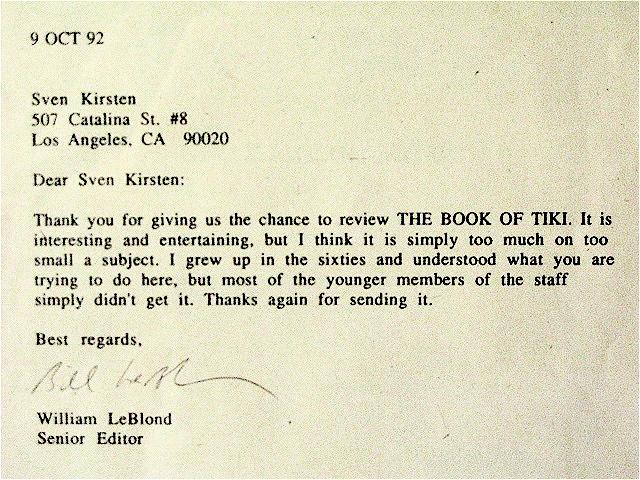 9 OCT 92
Sven Kirsten
507 Catalina St. #8
Los Angeles, CA 90020
Dear Sven Kirsten:
Thank you for giving us the chance to review THE BOOK OF TIKI. It is
interesting and entertaining, but I think it is simply too much on too
small a subject. I grew up in the sixties and understood what you are
trying to do here, but most of the younger members of the staff
simply didn't get it. Thanks again for sending it.
Best regards,
Bill LeBlond
William LeBlond
Senior Editor